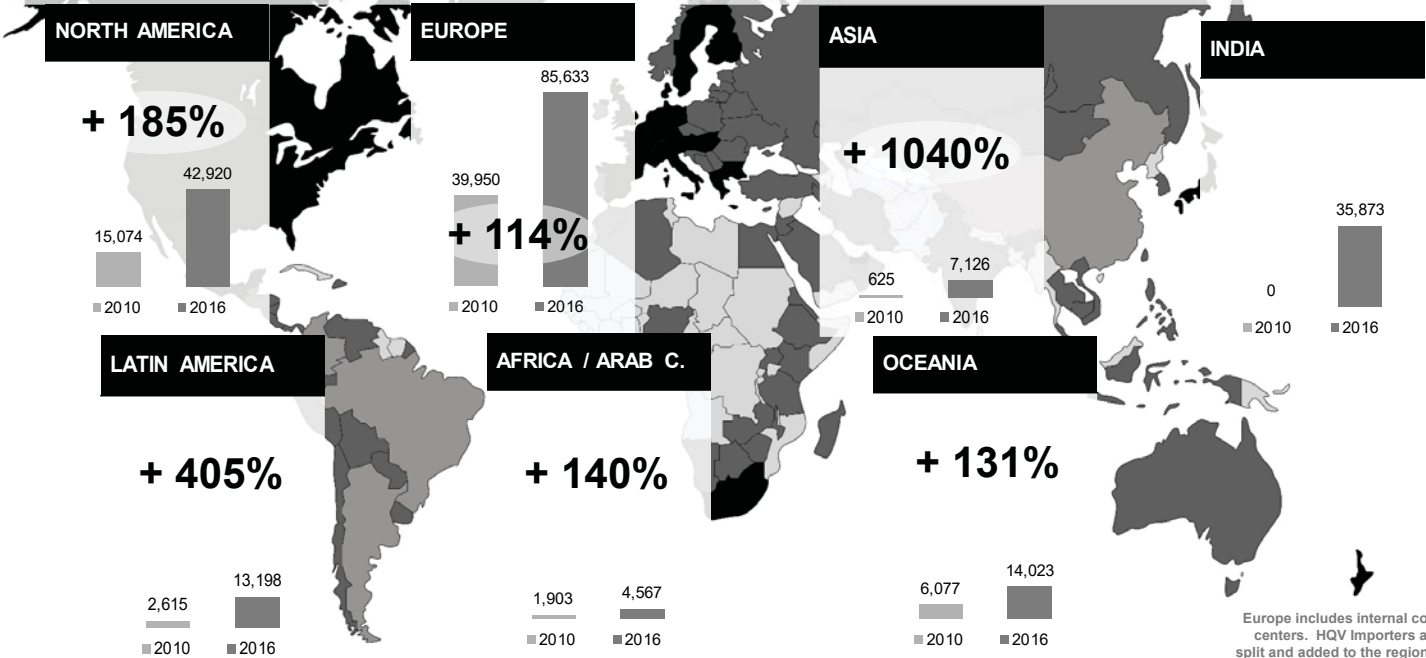 NORTH AMERICA
+ 185%
42,920
15,074
2010 2016
EUROPE
85,633
39,950
+ 114%
2010 2016
ASIA
+ 1040%
7,126
625
2010 2016
INDIA
35,873
0
2010 2016
LATIN AMERICA
+ 405%
13,198
2,615
2010 2016
AFRICA / ARAB C.
+ 140%
4,567
1,903
2010 2016
OCEANIA
+ 131%
14,023
6,077
2010 2016
Europe includes internal co
centers. HQV Importers a
split and added to the region